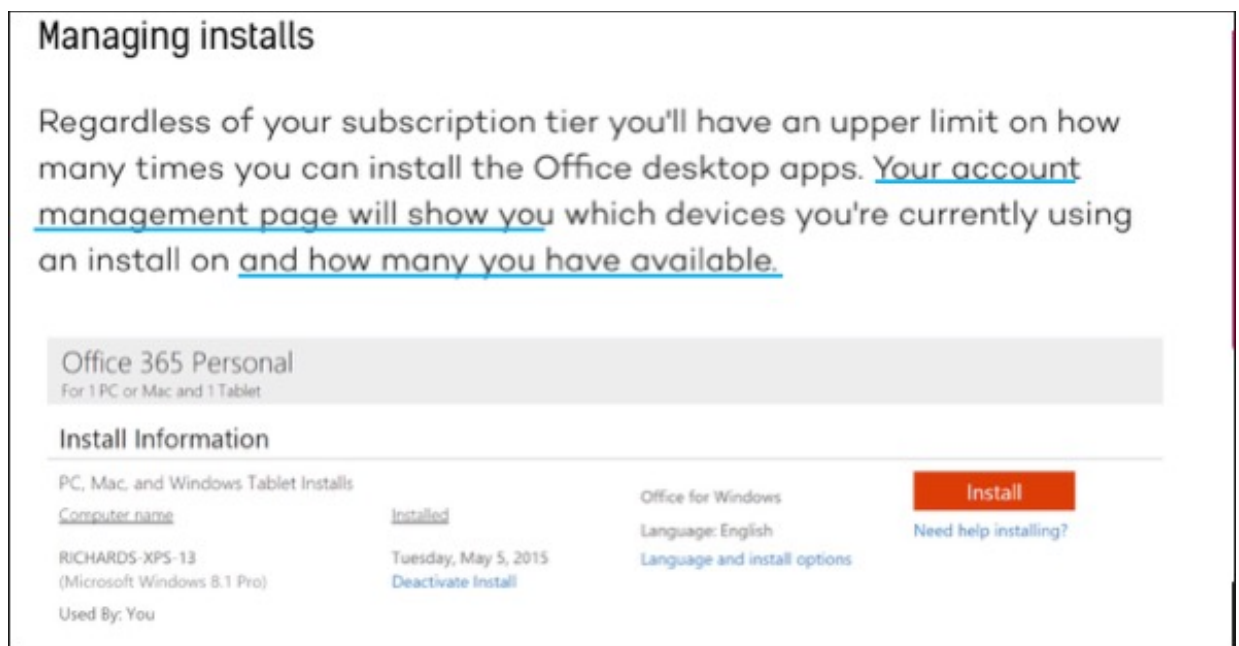 Managing installs
Regardless of your subscription tier you'll have an upper limit on how
many times you can install the Office desktop apps. Your account
management page will show you which devices you're currently using
an install on and how many you have available.
Office 365 Personal
For 1 PC or Mac and 1 Tablet
Install Information
PC, Mac, and Windows Tablet Installs
Computer name
Installed
RICHARDS-XPS-13
Tuesday, May 5, 2015
(Microsoft Windows 8.1 Pro)
Deactivate Install
Used By: You
Office for Windows
Language: English
Language and install options
Install
Need help installing?